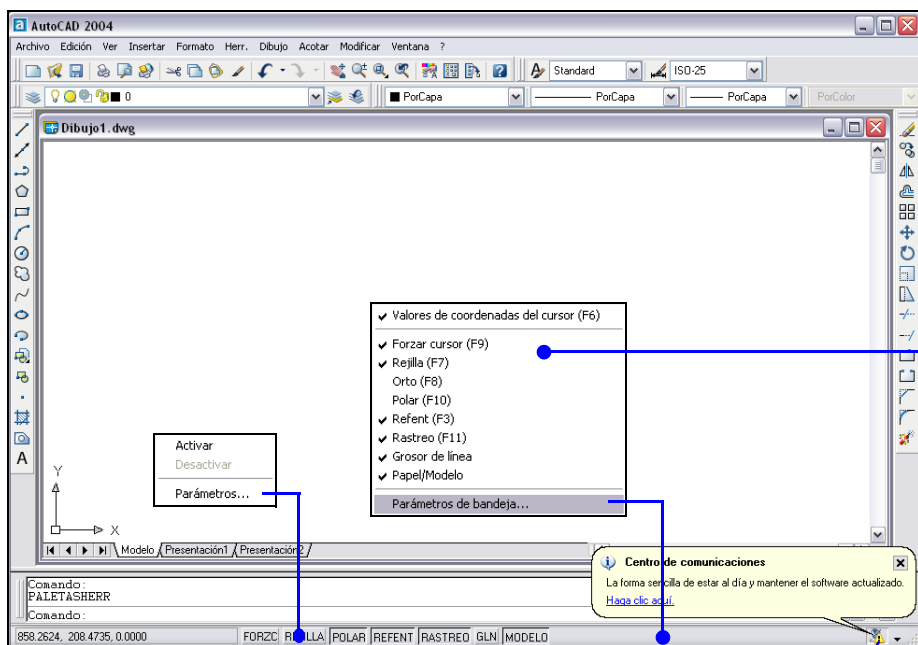 AutoCAD 2004
Archivo Edición Ver Insertar Formato Herr. Dibujo Acotar Modificar Ventana ?
Standard ISO-25
0 PorCapa PorCapa PorCapa PorColor
Dibujo1.dwg
Valores de coordenadas del cursor (F6)
Forzar cursor (F9)
Rejilla (F7)
Orto (F8)
Polar (F10)
Refent (F3)
Rastreo (F11)
Grosor de línea
Papel/Modelo
Parámetros de bandeja...
Activar
Desactivar
Parámetros...
Y
X
A
Modelo Presentación1 Presentación2
Centro de comunicaciones
La forma sencilla de estar al día y mantener el software actualizado.
Haga clic aquí.
Comando:
PALETASHERR
Comando:
858.2624, 208.4735, 0.0000 FORZC REJILLA POLAR REFENT RASTREO GLN MODELO